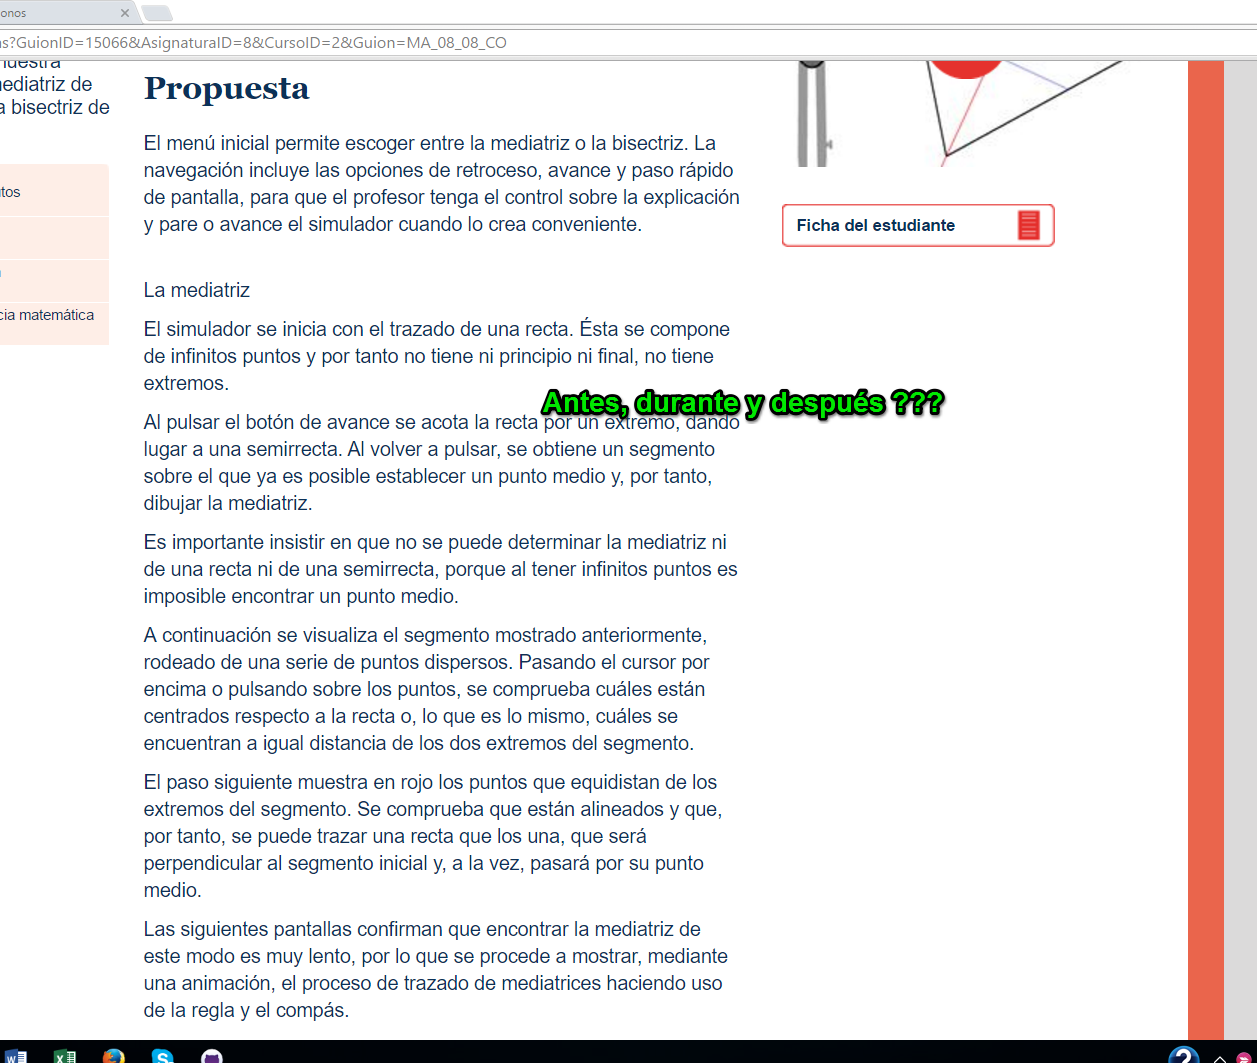 onos
as?GuionID=15066&AsignaturaID=8&CursoID=2&Guion=MA_08_08_CO
nuestra
mediatriz de
a bisectriz de
tos
cia matemática
Propuesta
El menú inicial permite escoger entre la mediatriz o la bisectriz. La
navegación incluye las opciones de retroceso, avance y paso rápido
de pantalla, para que el profesor tenga el control sobre la explicación
y pare o avance el simulador cuando lo crea conveniente.
La mediatriz
El simulador se inicia con el trazado de una recta. Ésta se compone
de infinitos puntos y por tanto no tiene ni principio ni final, no tiene
extremos.
Antes, durante y después ???
Al pulsar el botón de avance se acota la recta por un extremo, dando
lugar a una semirrecta. Al volver a pulsar, se obtiene un segmento
sobre el que ya es posible establecer un punto medio y, por tanto,
dibujar la mediatriz.
Es importante insistir en que no se puede determinar la mediatriz ni
de una recta ni de una semirrecta, porque al tener infinitos puntos es
imposible encontrar un punto medio.
A continuación se visualiza el segmento mostrado anteriormente,
rodeado de una serie de puntos dispersos. Pasando el cursor por
encima o pulsando sobre los puntos, se comprueba cuáles están
centrados respecto a la recta o, lo que es lo mismo, cuáles se
encuentran a igual distancia de los dos extremos del segmento.
El paso siguiente muestra en rojo los puntos que equidistan de los
extremos del segmento. Se comprueba que están alineados y que,
por tanto, se puede trazar una recta que los una, que será
perpendicular al segmento inicial y, a la vez, pasará por su punto
medio.
Las siguientes pantallas confirman que encontrar la mediatriz de
este modo es muy lento, por lo que se procede a mostrar, mediante
una animación, el proceso de trazado de mediatrices haciendo uso
de la regla y el compás.
Ficha del estudiante